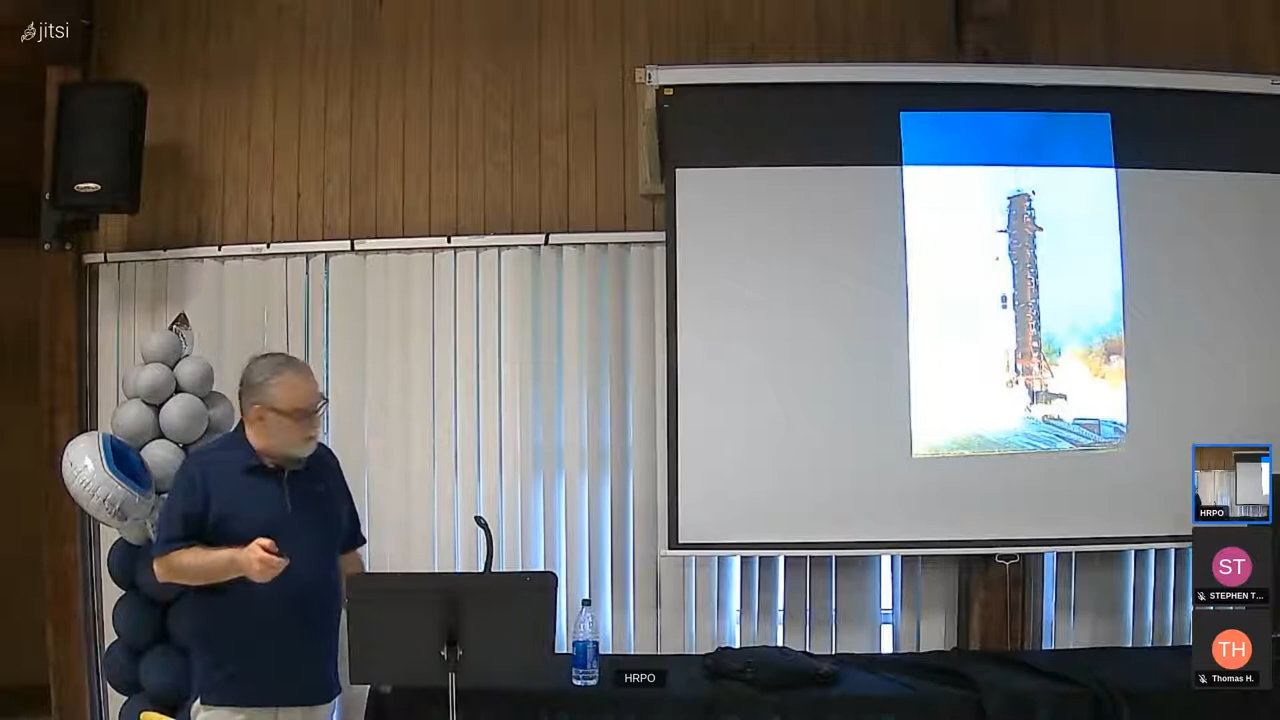 jitsi
HRPO
ST
STEPHEN T...
TH
Thomas H.
HRPO